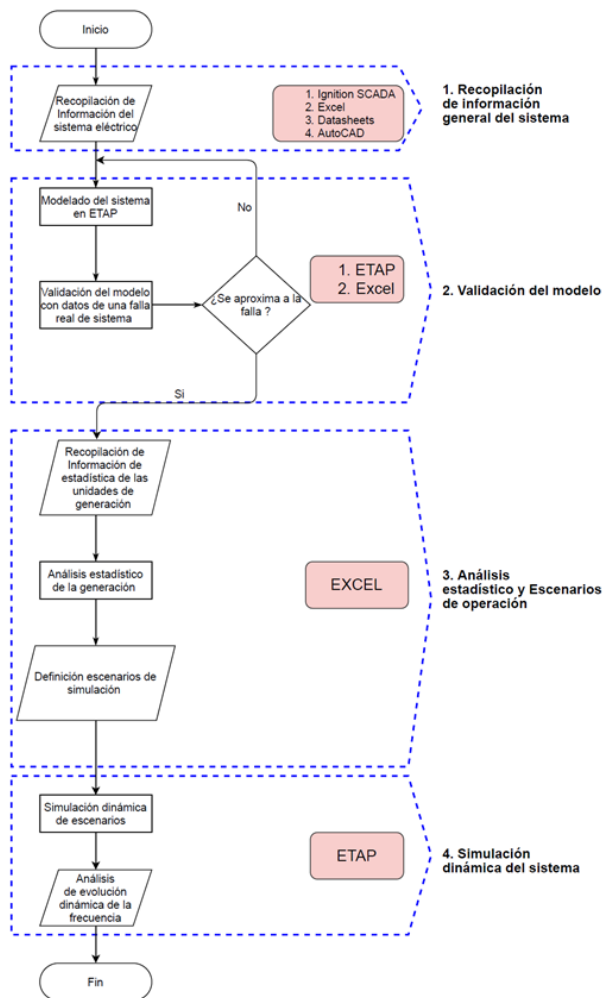 Inicio
Recopilación de
Información del
sistema eléctrico
1. Ignition SCADA
2. Excel
3. Datasheets
4. AutoCAD
1. Recopilación
de información
general del sistema
Modelado del sistema
en ETAP
No
Validación del modelo
con datos de una falla
real de sistema
¿Se aproxima a la
falla ?
1. ETAP
2. Excel
2. Validación del modelo
Si
Recopilación de
Información de
estadística de las
unidades de
generación
Análisis estadístico
de la generación
EXCEL
3. Análisis
estadístico y Escenarios
de operación
Definición escenarios de
simulación
Simulación dinámica
de escenarios
ETAP
4. Simulación
dinámica del sistema
Análisis
de evolución
dinámica de la
frecuencia
Fin